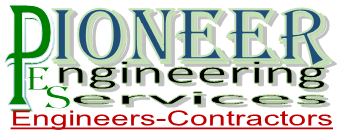 PIONEER
Engineering
Services
Engineers-Contractors